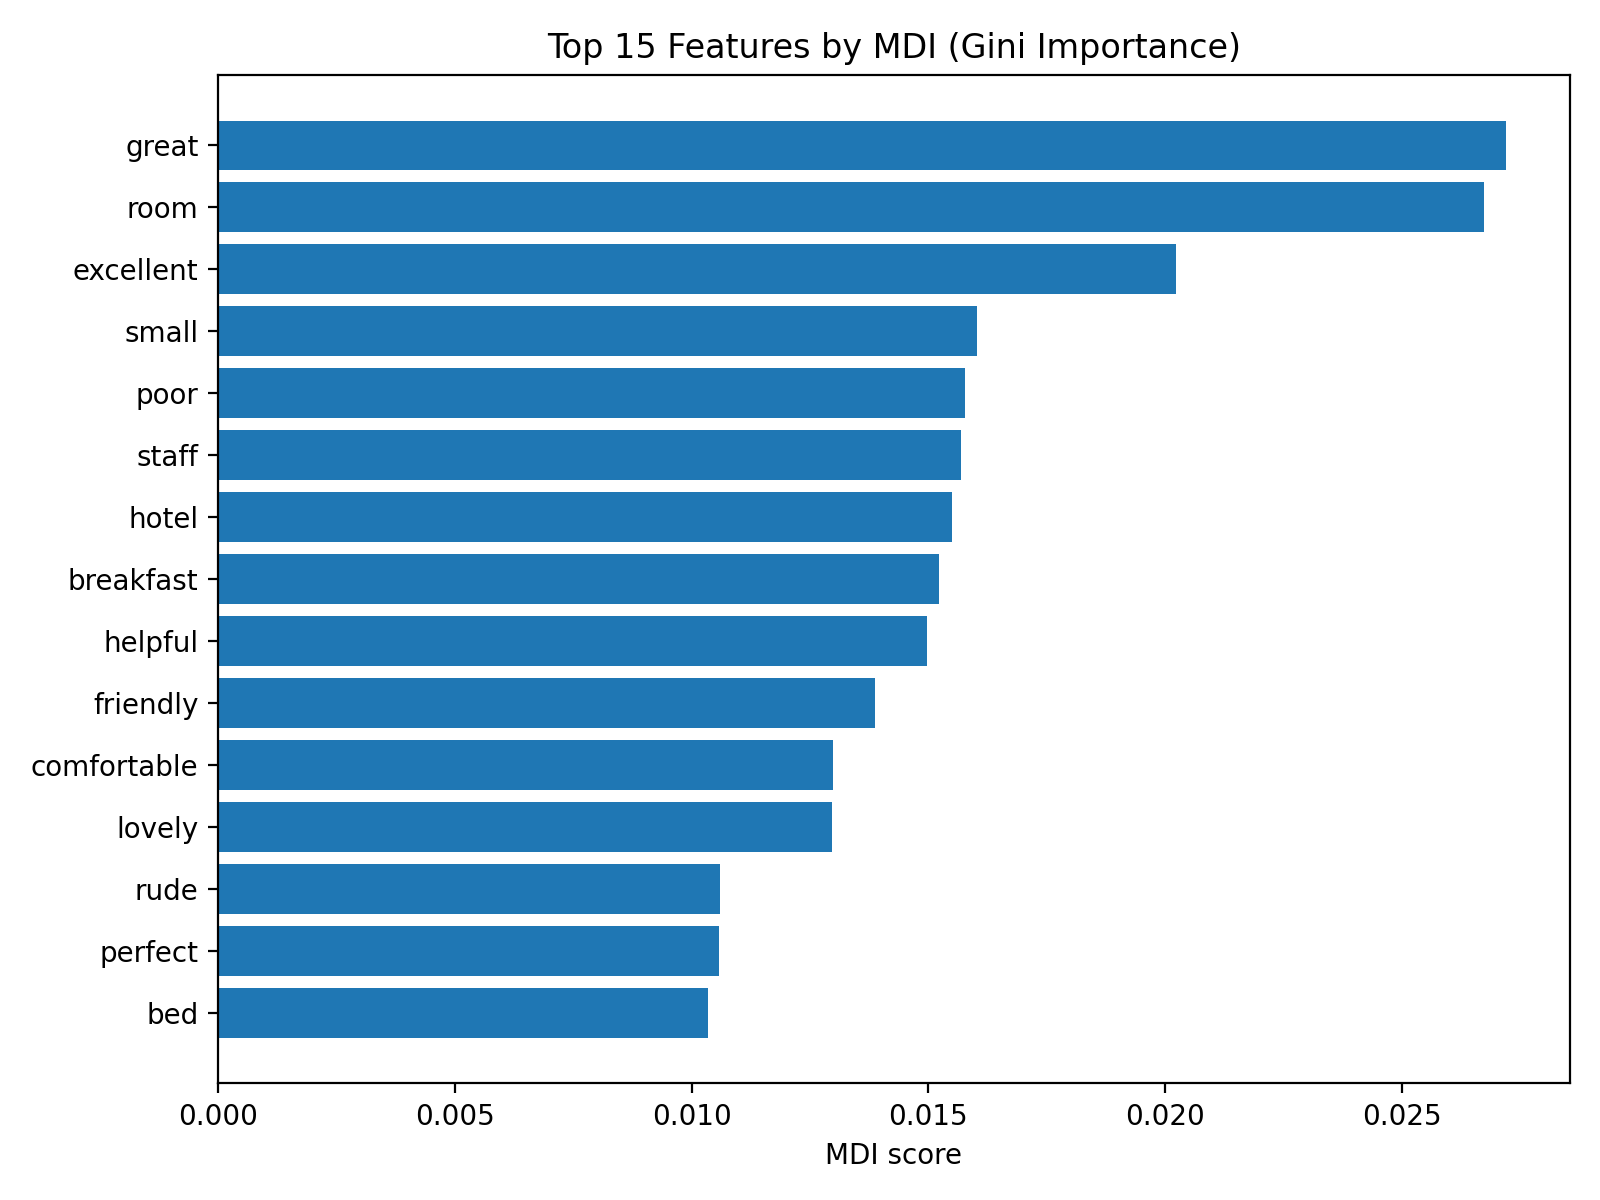 Top 15 Features by MDI (Gini Importance)
great
room
excellent
small
poor
staff
hotel
breakfast
helpful
friendly
comfortable
lovely
rude
perfect
bed
0.000 0.005 0.010 0.015 0.020 0.025
MDI score